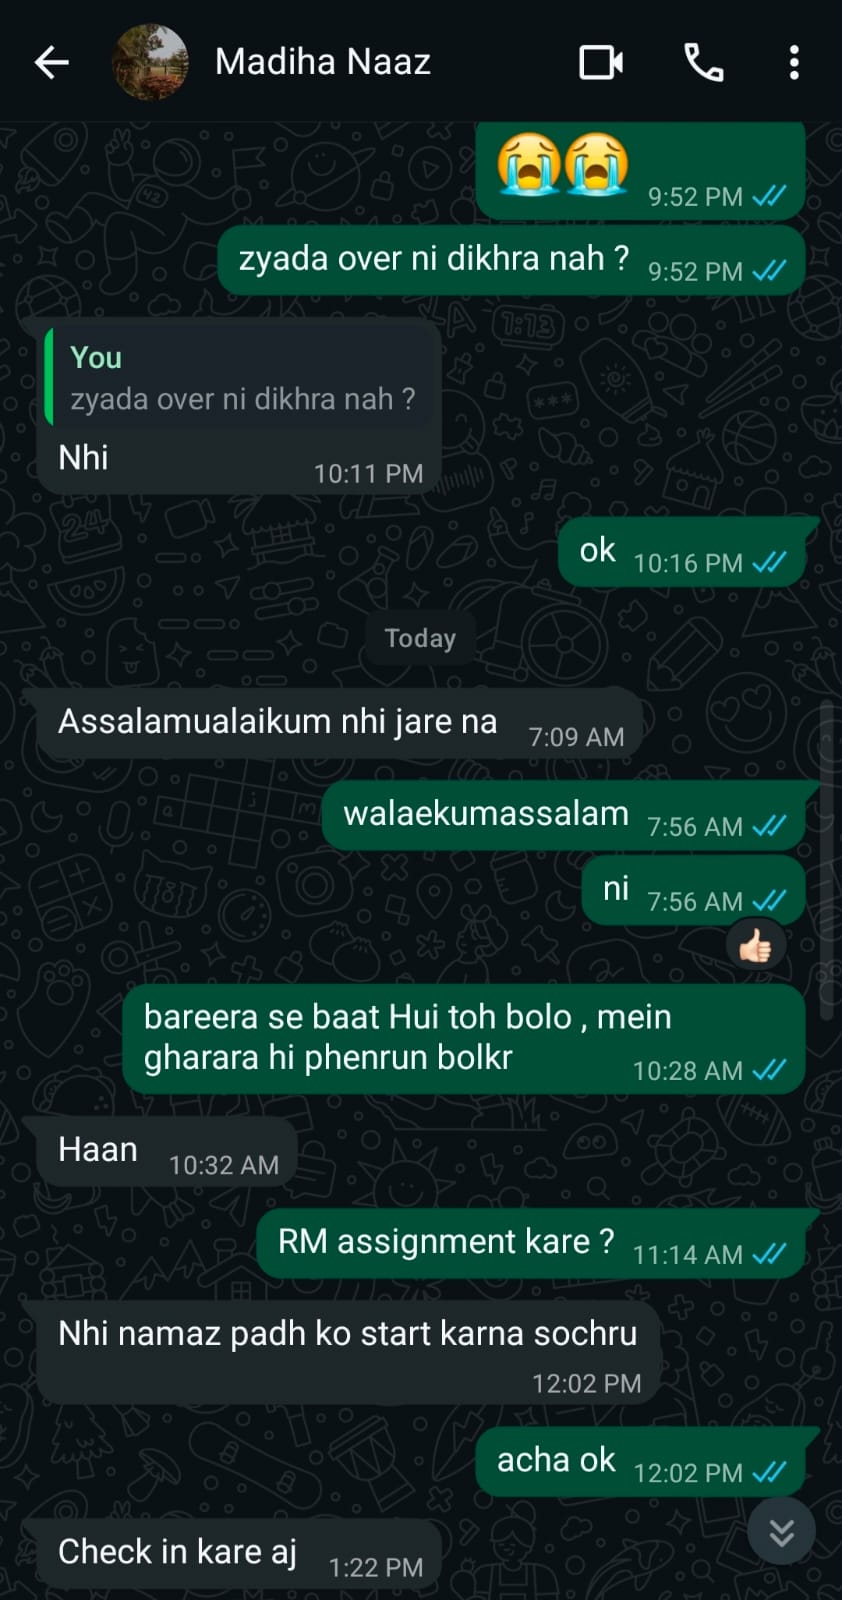 Madiha Naaz
😭😭
9:52 PM
zyada over ni dikhra nah ?
9:52 PM
You
zyada over ni dikhra nah ?
Nhi
10:11 PM
ok
10:16 PM
Today
Assalamualaikum nhi jare na
7:09 AM
walaekumassalam
7:56 AM
ni
7:56 AM
👍🏻
bareera se baat Hui toh bolo , mein
gharara hi phenrun bolkr
10:28 AM
Haan
10:32 AM
RM assignment kare ?
11:14 AM
Nhi namaz padh ko start karna sochru
12:02 PM
acha ok
12:02 PM
Check in kare aj
1:22 PM